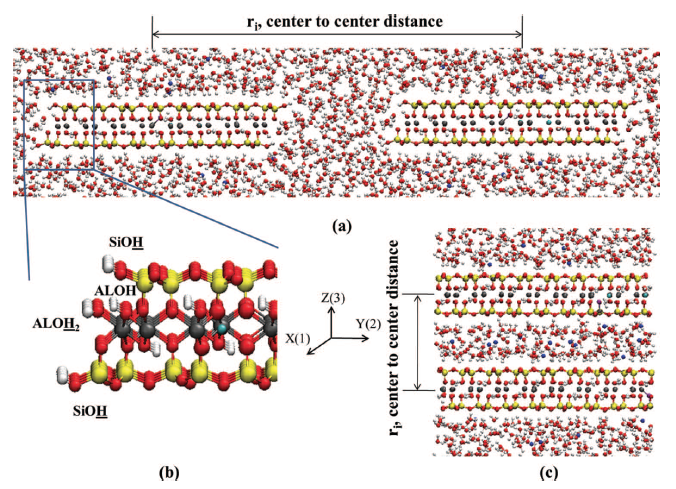 rᵢ, center to center distance
(a)
SiOH
ALOH
ALOH₂
SiOH
Z(3)
X(1)
Y(2)
(b)
rᵢ, center to center distance
(c)